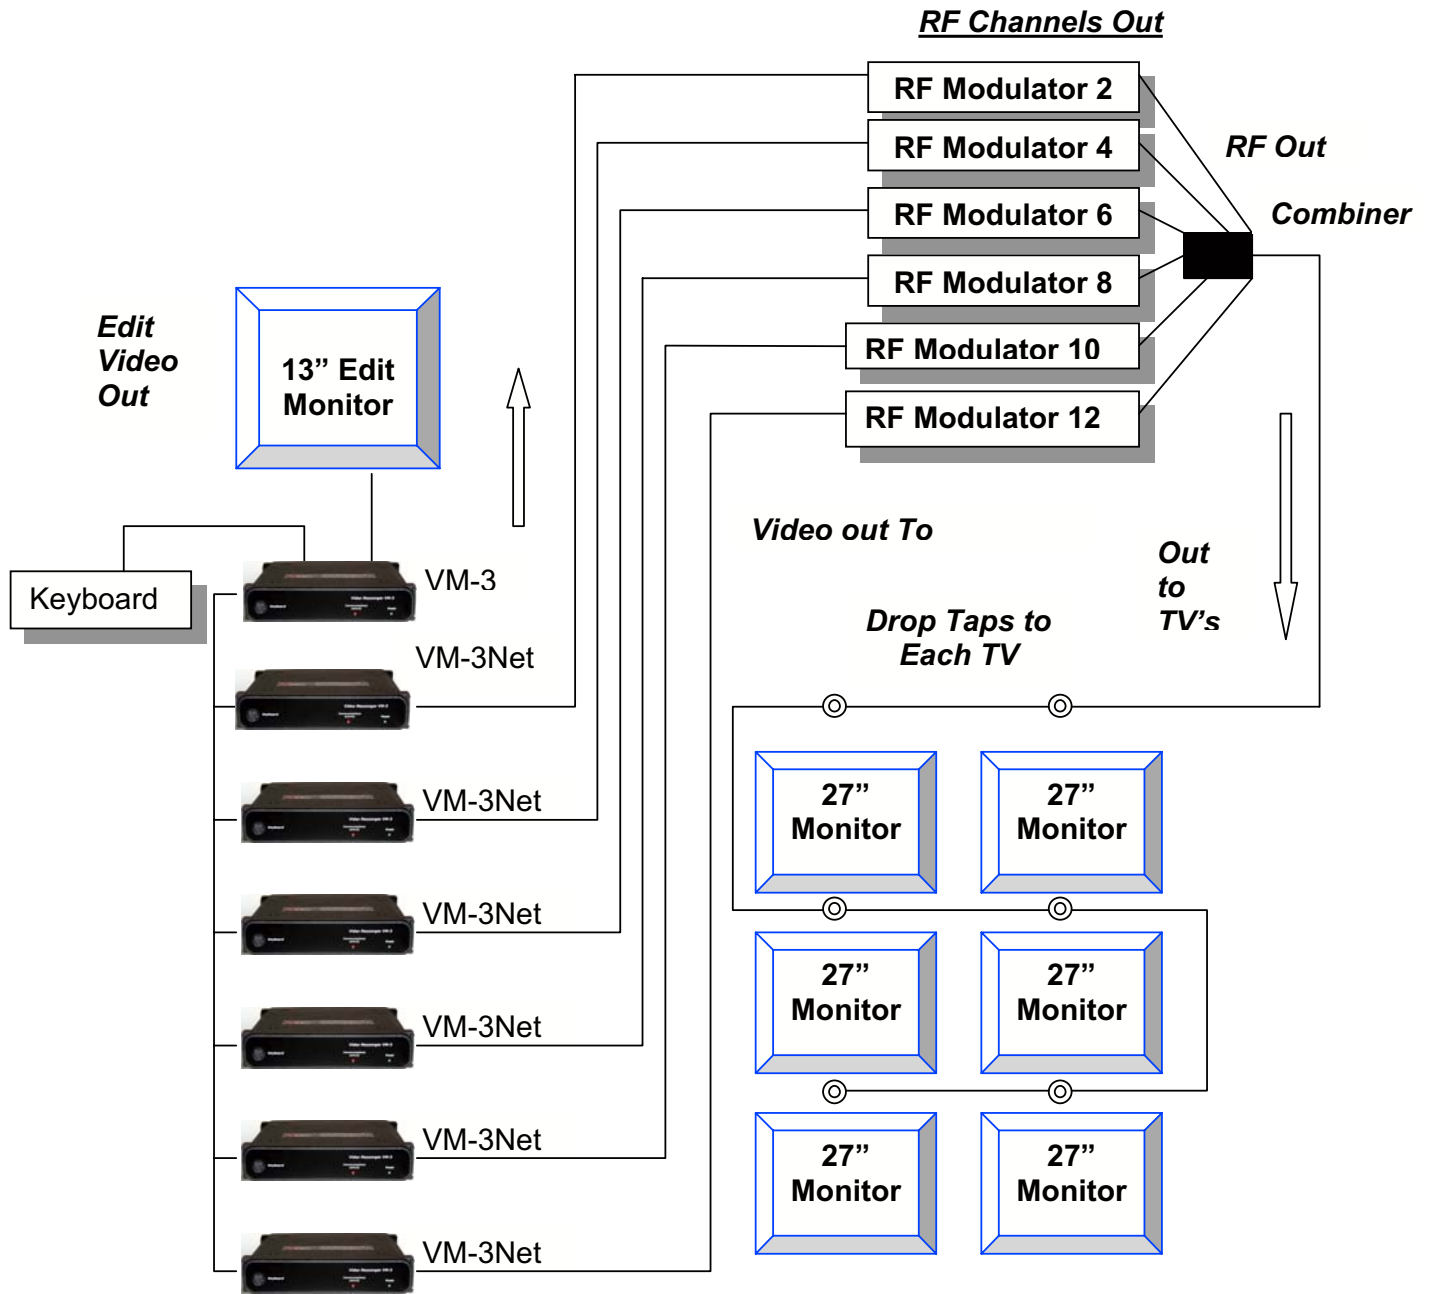 RF Channels Out
RF Modulator 2
RF Modulator 4
RF Out
RF Modulator 6
Combiner
RF Modulator 8
Edit
Video
Out
13” Edit
Monitor
RF Modulator 10
RF Modulator 12
Video out To
Out
to
TV’s
Keyboard
VM-3
Drop Taps to
Each TV
VM-3Net
27”
Monitor
27”
Monitor
VM-3Net
VM-3Net
27”
Monitor
27”
Monitor
VM-3Net
VM-3Net
27”
Monitor
27”
Monitor
VM-3Net